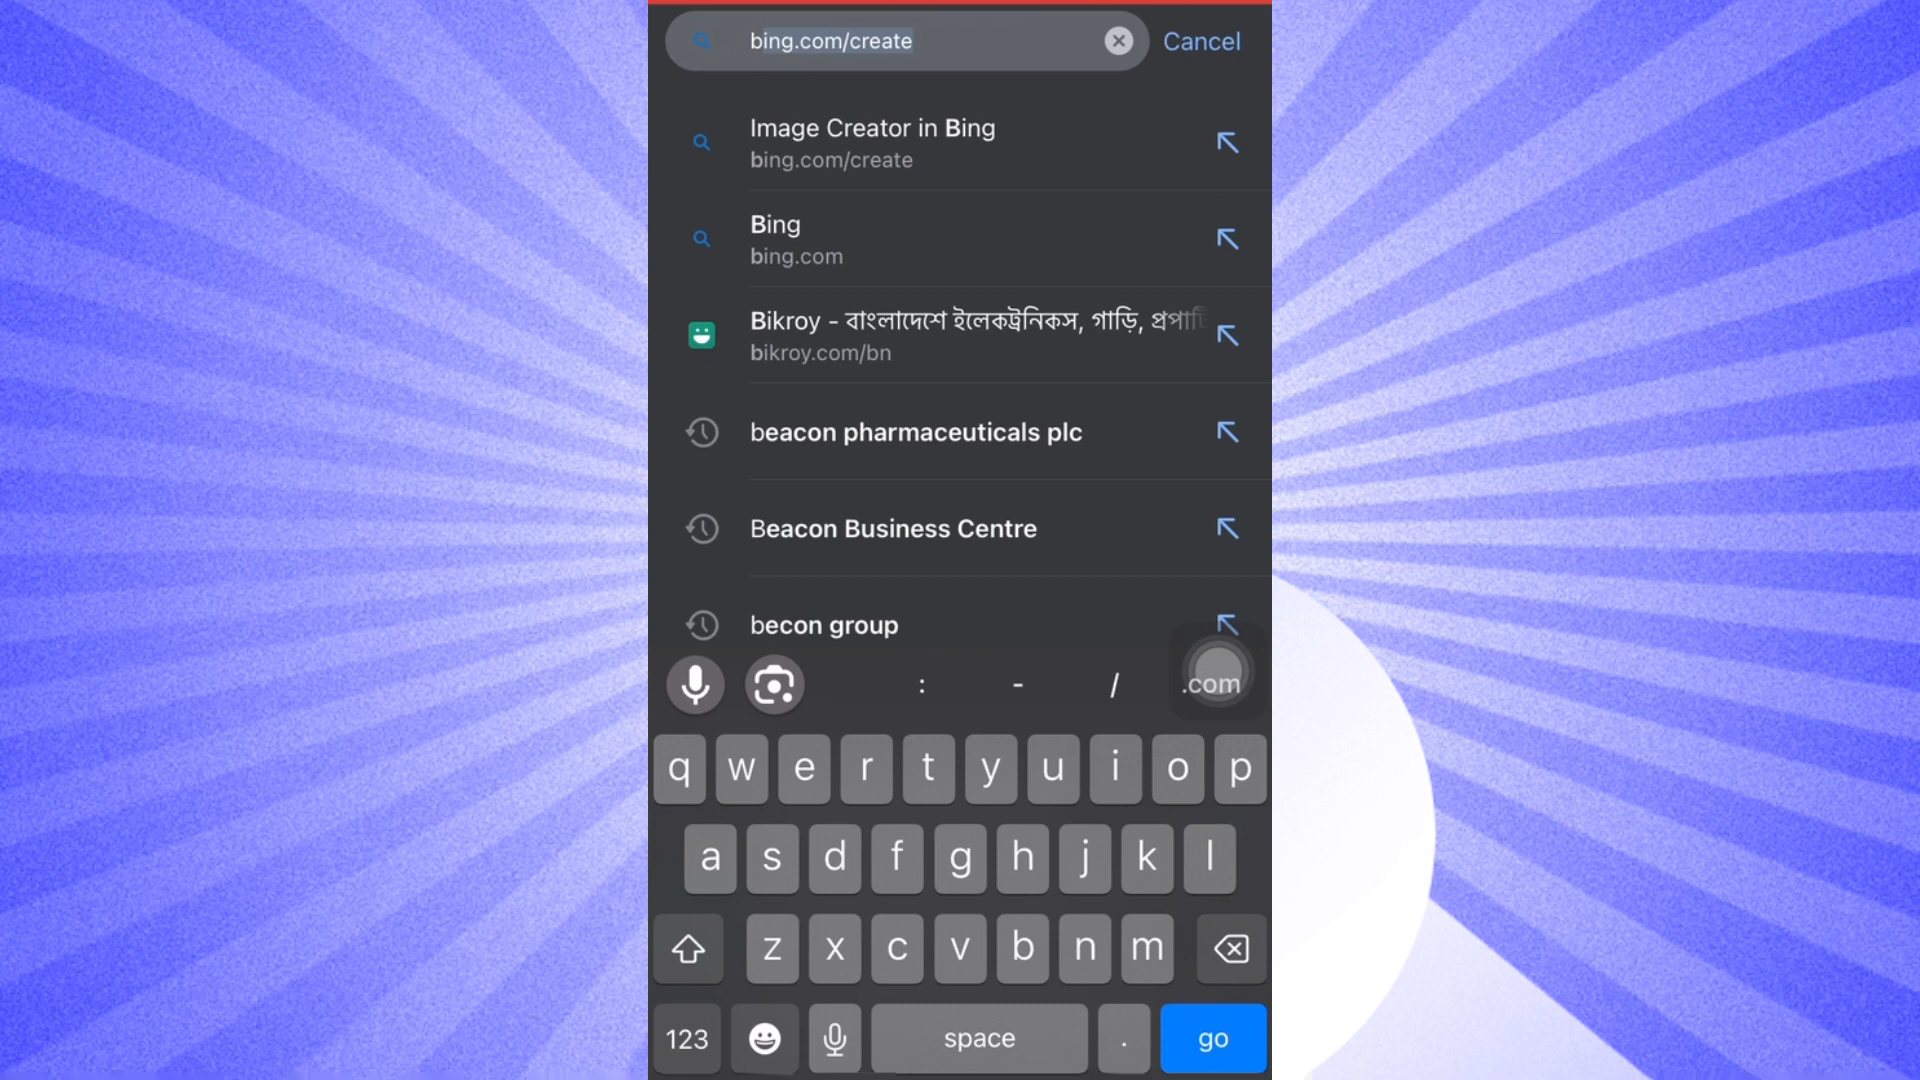 bing.com/create
Cancel
Image Creator in Bing
bing.com/create
Bing
bing.com
Bikroy - বাংলাদেশে ইলেকট্রনিকস, গাড়ি,
bikroy.com/bn
beacon pharmaceuticals plc
Beacon Business Centre
becon group
: - / .com
q w e r t y u i o p
a s d f g h j k l
z x c v b n m
123 space . go